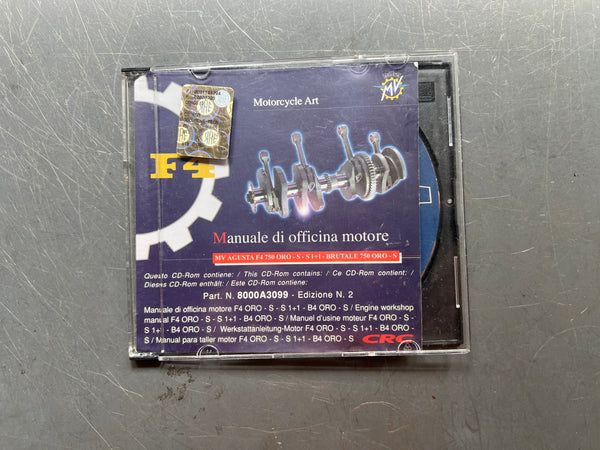 Motorcycle Art
MV
F4
Manuale di officina motore
MV AGUSTA F4 750 ORO - S - S 1+1 - BRUTALE 750 ORO - S
Questo CD-Rom contiene: / This CD-Rom contains: / Ce CD-Rom contient: /
Dieses CD-Rom enthält: / Este CD-Rom contiene:
Part. N. 8000A3099 - Edizione N. 2
Manuale di officina motore F4 ORO - S - S 1+1 - B4 ORO - S / Engine workshop
manual F4 ORO - S - S 1+1 - B4 ORO - S / Manuel d'usine moteur F4 ORO - S -
S 1+1 - B4 ORO - S / Werkstattanleitung-Motor F4 ORO - S - S 1+1 - B4 ORO -
S / Manual para taller motor F4 ORO - S - S 1+1 - B4 ORO - S
CRC